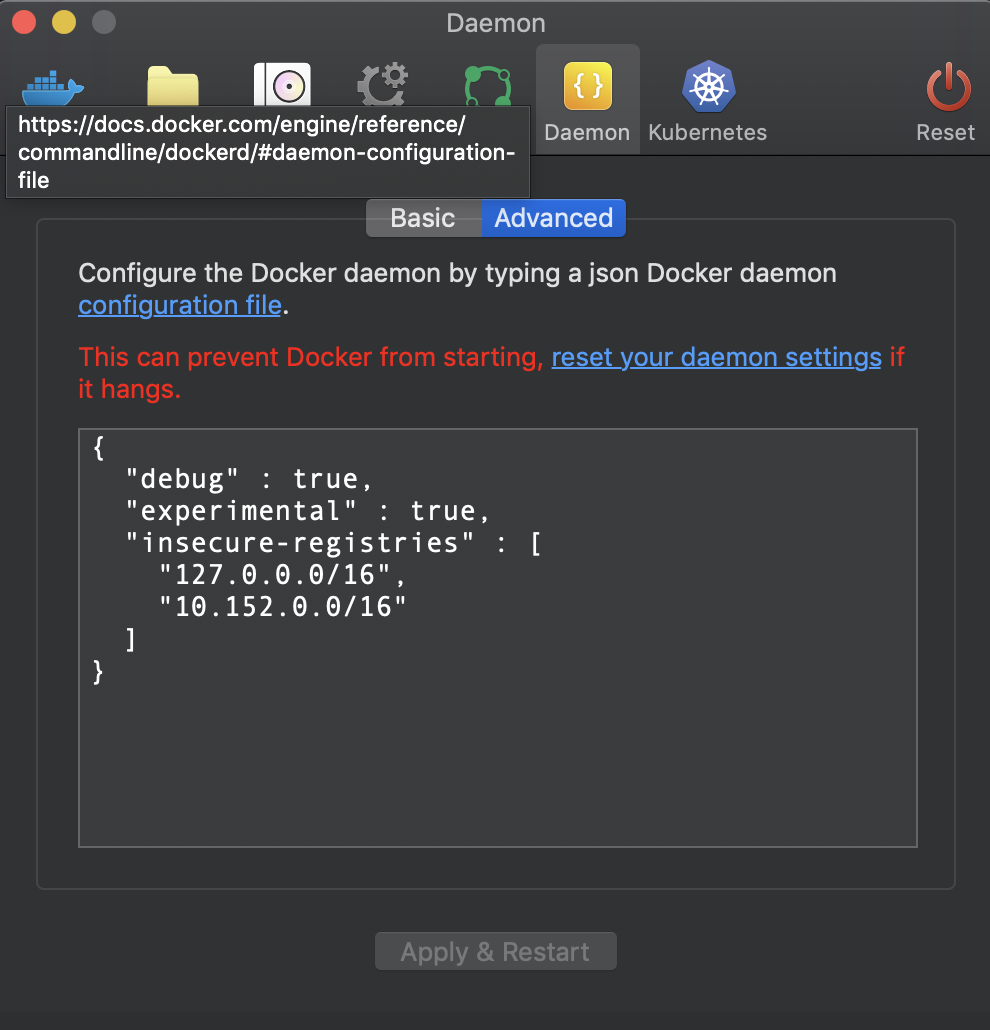 Daemon
https://docs.docker.com/engine/reference/
commandline/dockerd/#daemon-configuration-
file
Daemon
Kubernetes
Reset
Basic
Advanced
Configure the Docker daemon by typing a json Docker daemon
configuration file.
This can prevent Docker from starting, reset your daemon settings if
it hangs.
{
  "debug" : true,
  "experimental" : true,
  "insecure-registries" : [
    "127.0.0.0/16",
    "10.152.0.0/16"
  ]
}
Apply & Restart